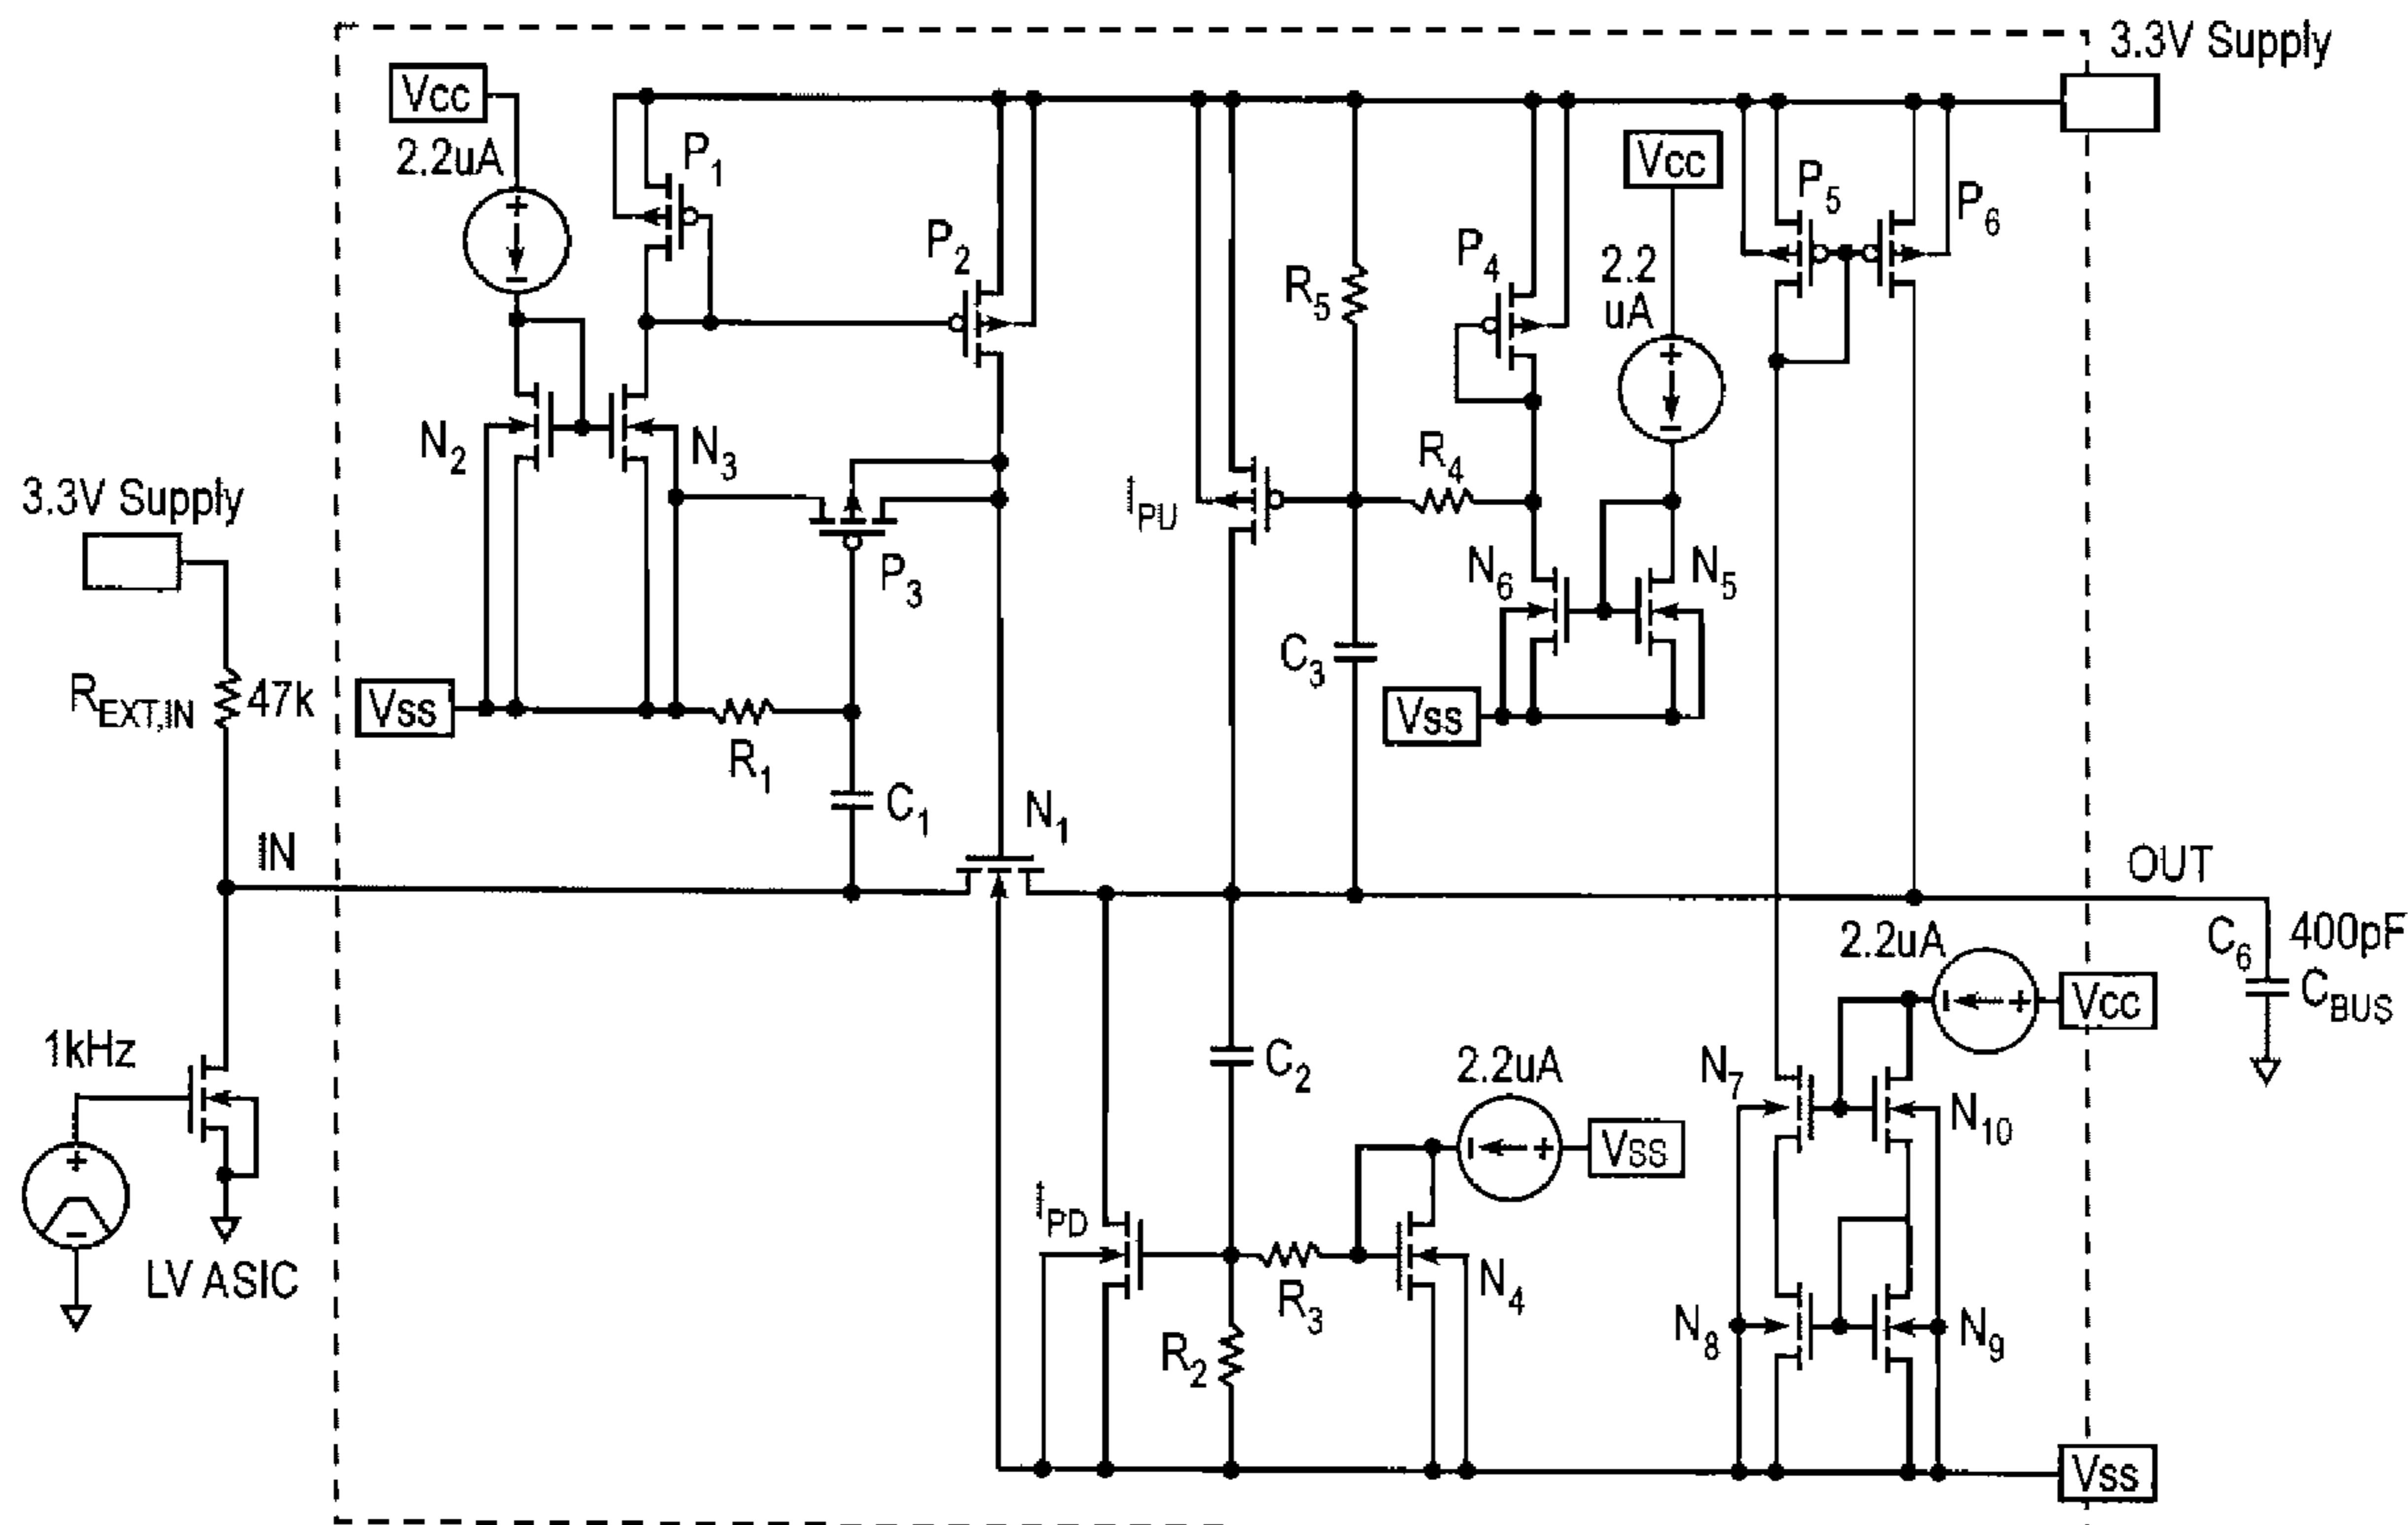 3.3V Supply
Vcc
2.2uA
P1
P2
Vcc
P5
P6
P4
2.2
uA
R5
N2
N3
R4
3.3V Supply
IPU
P3
N6
N5
REXT,IN
47k
Vss
R1
C3
Vss
C1
N1
IN
OUT
2.2uA
C6
400pF
CBUS
Vcc
1kHz
C2
2.2uA
N7
N10
Vss
IPD
LV ASIC
R3
N4
R2
N8
N9
Vss